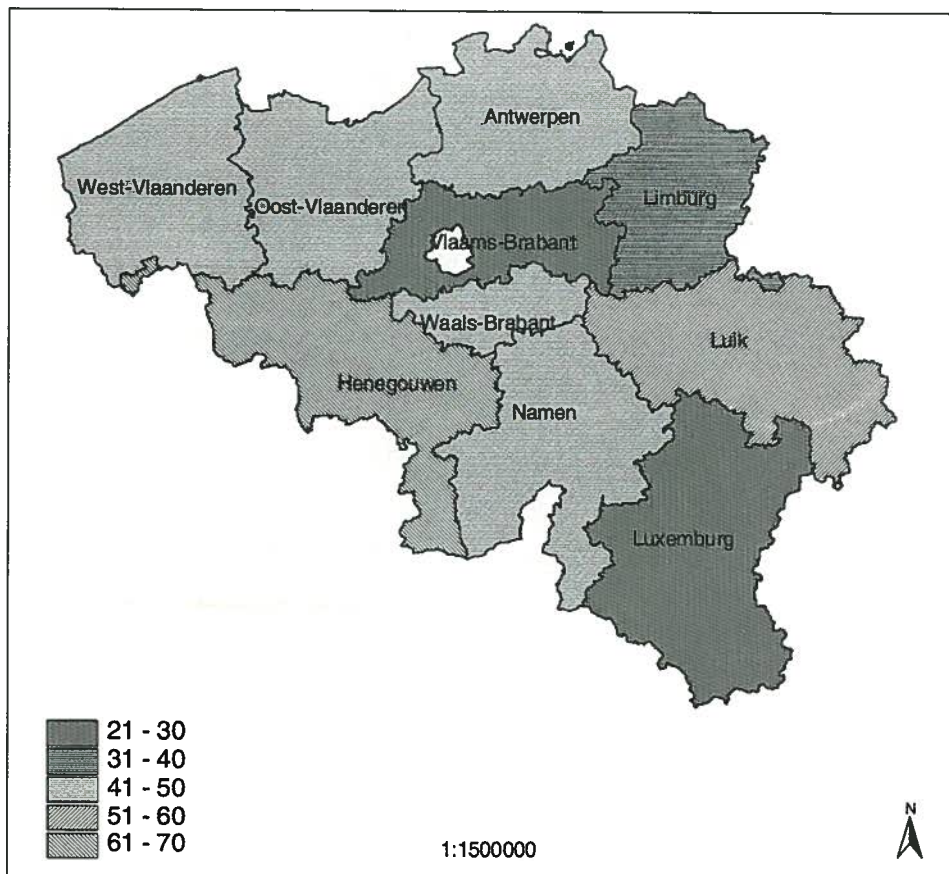 Antwerpen
West-Vlaanderen
Oost-Vlaanderen
Limburg
Vlaams-Brabant
Waals-Brabant
Luik
Henegouwen
Namen
Luxemburg
21 - 30
31 - 40
41 - 50
51 - 60
61 - 70
1:1500000
N